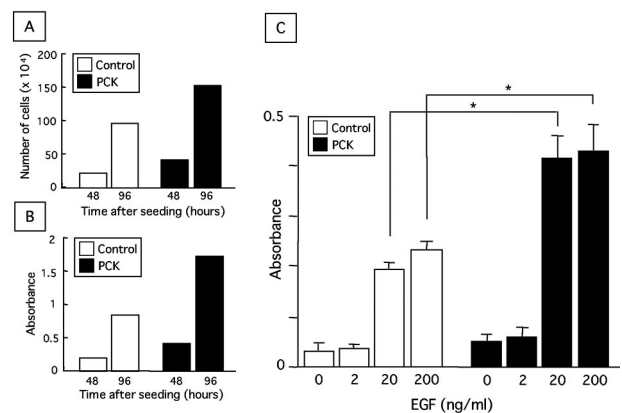 A
Number of cells (x 10⁴)
200
150
100
50
0
Control
PCK
48 96 48 96
Time after seeding (hours)
B
Absorbance
2
1.5
1
0.5
0
Control
PCK
48 96 48 96
Time after seeding (hours)
C
Absorbance
0.5
0
Control
PCK
*
*
0 2 20 200 0 2 20 200
EGF (ng/ml)